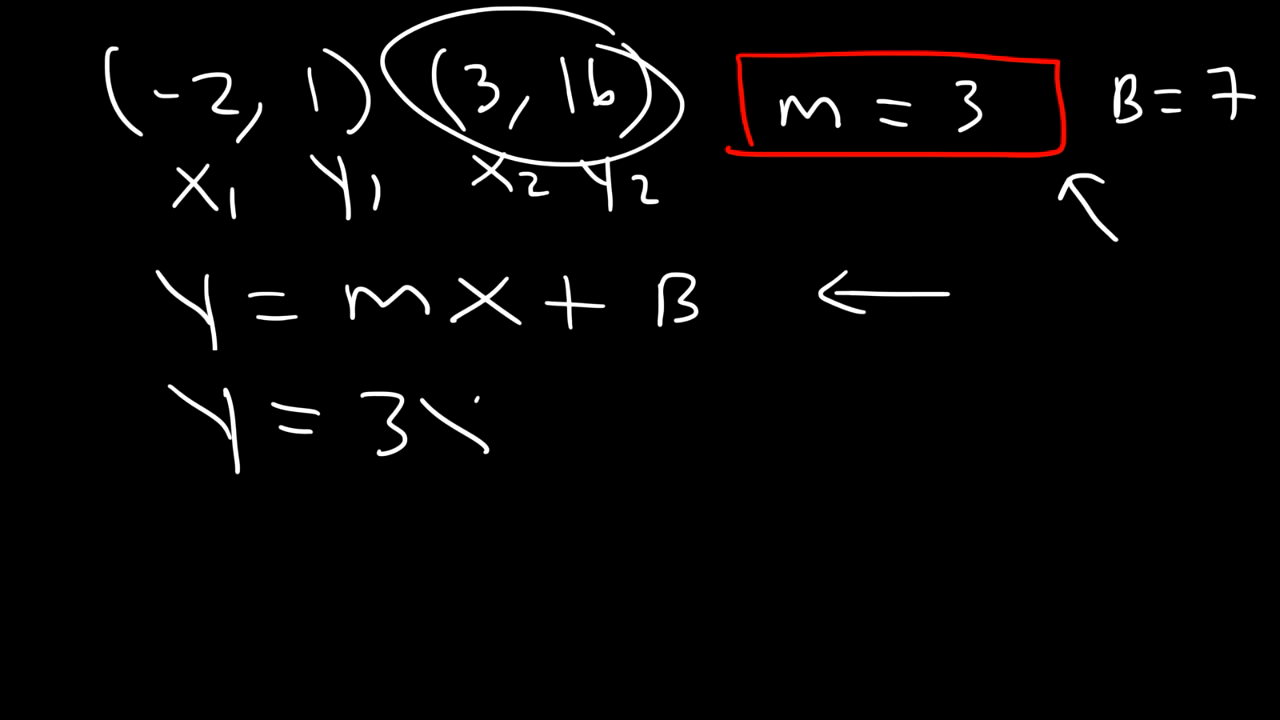 (-2, 1) (3, 16) m = 3 B = 7
X₁ Y₁ X₂ Y₂
Y = mX + B
Y = 3